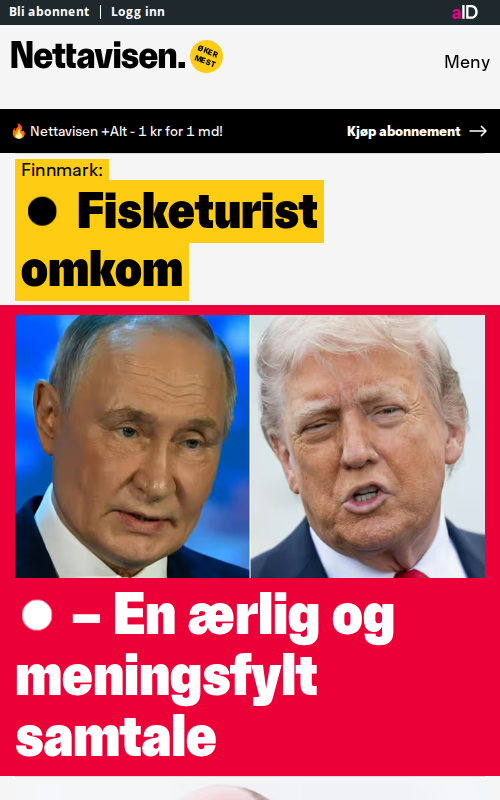 Bli abonnent | Logg inn
aID
Nettavisen.
ØKER
MEST
Meny
🔥 Nettavisen +Alt - 1 kr for 1 md!
Kjøp abonnement →
Finnmark:
● Fisketurist
omkom
● – En ærlig og
meningsfylt
samtale